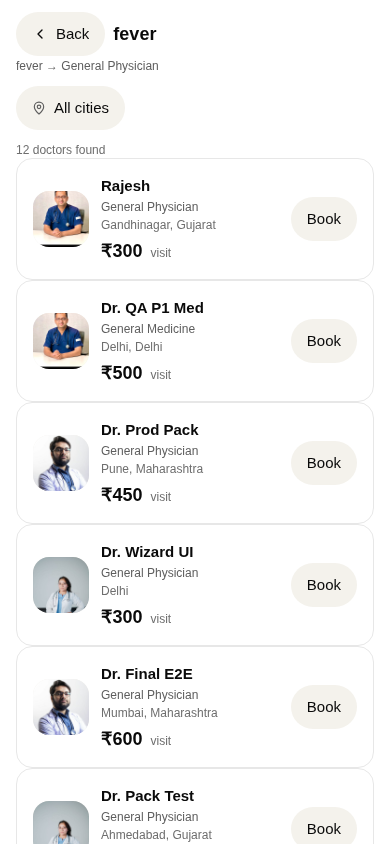 Back fever
fever → General Physician
All cities
12 doctors found
Rajesh
General Physician
Gandhinagar, Gujarat
₹300 visit
Book
Dr. QA P1 Med
General Medicine
Delhi, Delhi
₹500 visit
Book
Dr. Prod Pack
General Physician
Pune, Maharashtra
₹450 visit
Book
Dr. Wizard UI
General Physician
Delhi
₹300 visit
Book
Dr. Final E2E
General Physician
Mumbai, Maharashtra
₹600 visit
Book
Dr. Pack Test
General Physician
Ahmedabad, Gujarat
Book